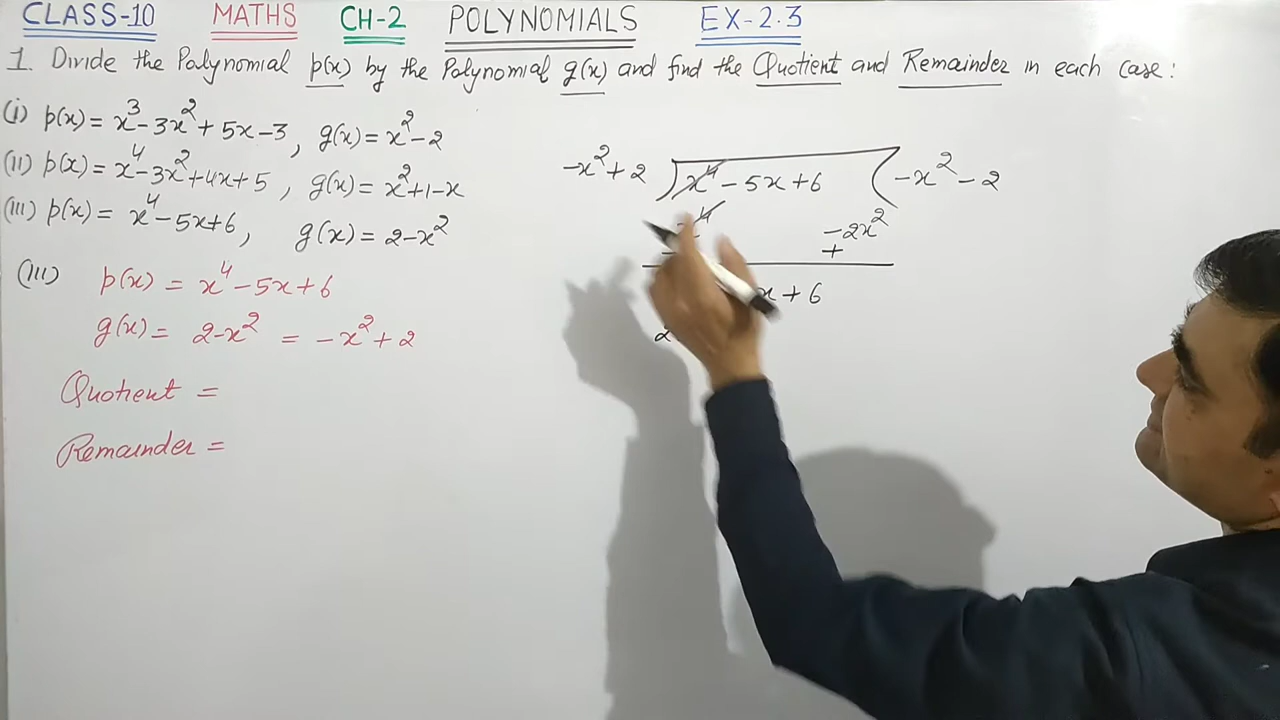 CLASS-10 MATHS CH-2 POLYNOMIALS EX-2.3
1. Divide the Polynomial p(x) by the Polynomial g(x) and find the Quotient and Remainder in each case:
(i) p(x) = x³ - 3x² + 5x - 3, g(x) = x² - 2
(ii) p(x) = x⁴ - 3x² + 4x + 5, g(x) = x² + 1 - x
(iii) p(x) = x⁴ - 5x + 6, g(x) = 2 - x²
(iii) p(x) = x⁴ - 5x + 6
g(x) = 2 - x² = -x² + 2
Quotient =
Remainder =
-x² + 2 ) x⁴ - 5x + 6 ( -x² - 2
x⁴ - 2x²
- +
x + 6
2